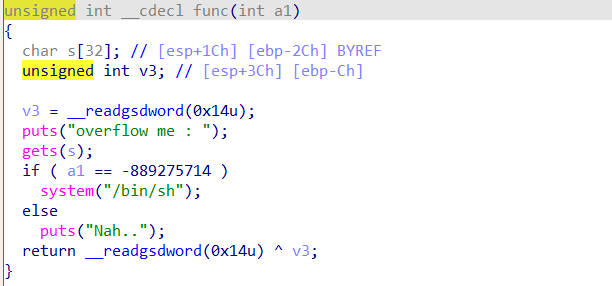 unsigned int __cdecl func(int a1)
{
char s[32]; // [esp+1Ch] [ebp-2Ch] BYREF
unsigned int v3; // [esp+3Ch] [ebp-Ch]
v3 = __readgsdword(0x14u);
puts("overflow me : ");
gets(s);
if ( a1 == -889275714 )
system("/bin/sh");
else
puts("Nah..");
return __readgsdword(0x14u) ^ v3;
}